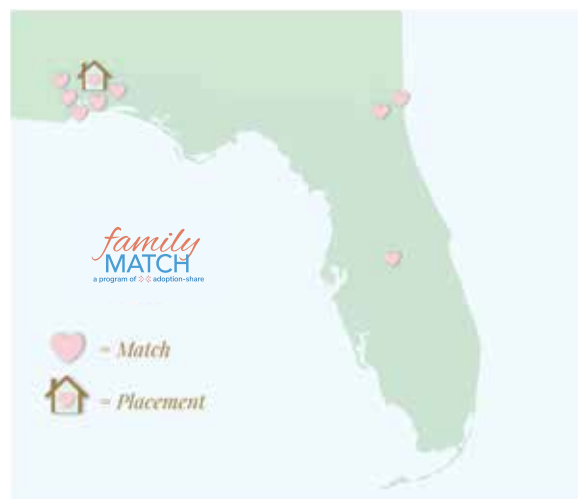 family
MATCH
a program of adoption-share
= Match
= Placement